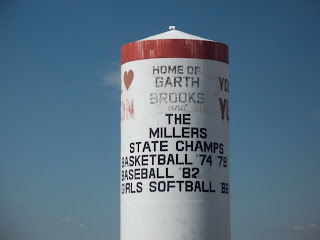 HOME OF
GARTH
BROOKS
and
THE
MILLERS
STATE CHAMPS
BASKETBALL '74 '79
BASEBALL '82
GIRLS SOFTBALL